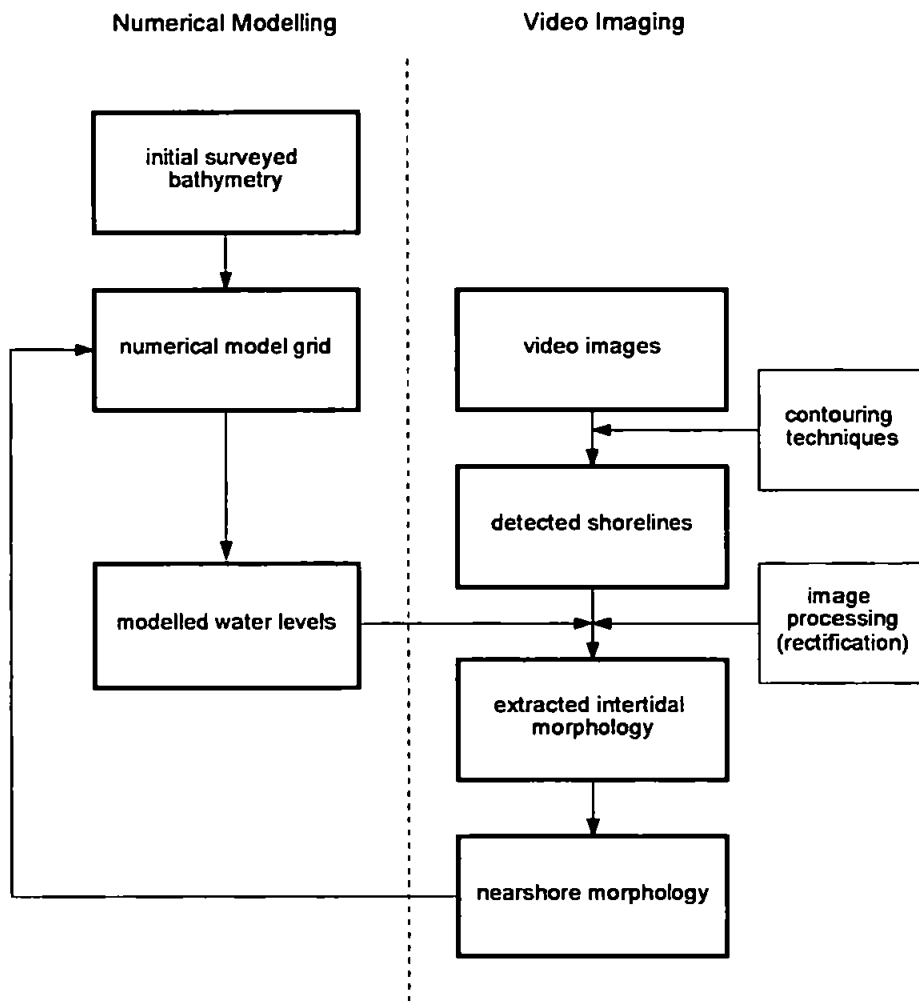 Numerical Modelling
Video Imaging
initial surveyed
bathymetry
numerical model grid
video images
contouring
techniques
detected shorelines
modelled water levels
image
processing
(rectification)
extracted intertidal
morphology
nearshore morphology